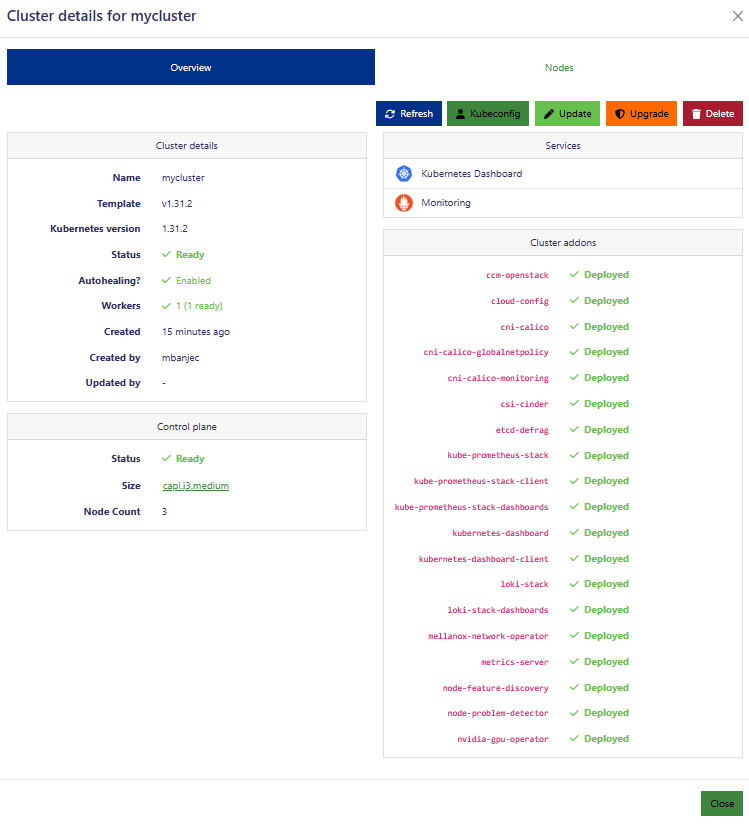 Cluster details for mycluster
Overview
Nodes
Refresh
Kubeconfig
Update
Upgrade
Delete
Cluster details
Name mycluster
Template v1.31.2
Kubernetes version 1.31.2
Status Ready
Autohealing? Enabled
Workers 1 (1 ready)
Created 15 minutes ago
Created by mbanjec
Updated by -
Control plane
Status Ready
Size capi.j3.medium
Node Count 3
Services
Kubernetes Dashboard
Monitoring
Cluster addons
ccm-openstack Deployed
cloud-config Deployed
cni-calico Deployed
cni-calico-globalnetpolicy Deployed
cni-calico-monitoring Deployed
csi-cinder Deployed
etcd-defrag Deployed
kube-prometheus-stack Deployed
kube-prometheus-stack-client Deployed
kube-prometheus-stack-dashboards Deployed
kubernetes-dashboard Deployed
kubernetes-dashboard-client Deployed
loki-stack Deployed
loki-stack-dashboards Deployed
mellanox-network-operator Deployed
metrics-server Deployed
node-feature-discovery Deployed
node-problem-detector Deployed
nvidia-gpu-operator Deployed
Close